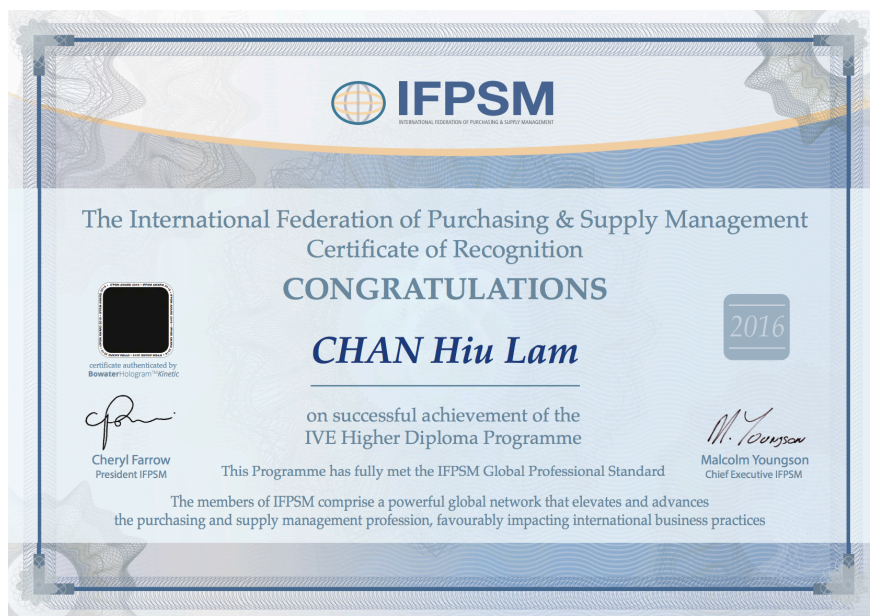 IFPSM
INTERNATIONAL FEDERATION OF PURCHASING & SUPPLY MANAGEMENT
The International Federation of Purchasing & Supply Management
Certificate of Recognition
CONGRATULATIONS
2016
CHAN Hiu Lam
certificate authenticated by
BowaterHologram™Kinetic
on successful achievement of the
IVE Higher Diploma Programme
Cheryl Farrow
President IFPSM
M. Youngson
Malcolm Youngson
Chief Executive IFPSM
This Programme has fully met the IFPSM Global Professional Standard
The members of IFPSM comprise a powerful global network that elevates and advances
the purchasing and supply management profession, favourably impacting international business practices